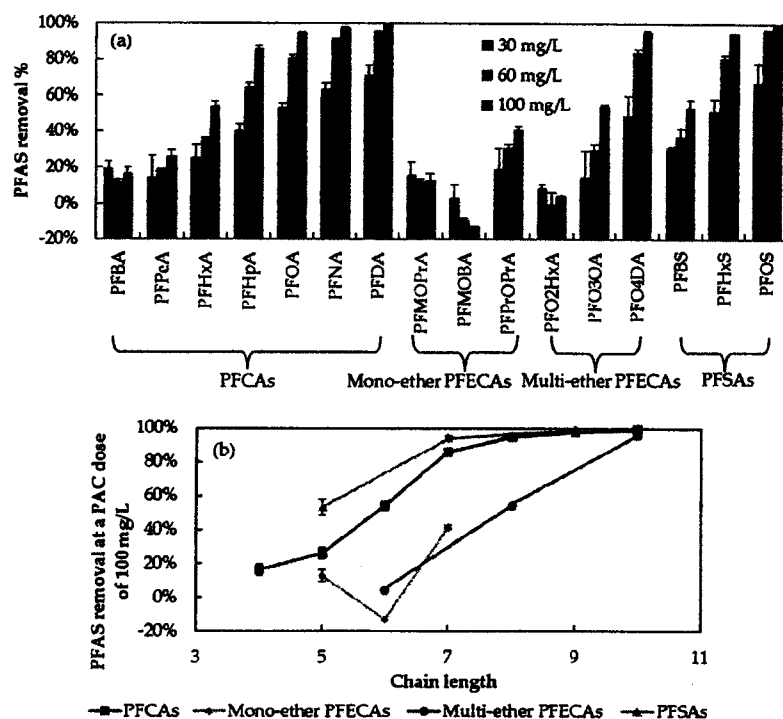 100%
80%
60%
40%
20%
0%
-20%
PFAS removal %
(a)
30 mg/L
60 mg/L
100 mg/L
PFBA
PFPeA
PFHxA
PFHpA
PFOA
PFNA
PFDA
PFMOPrA
PFMOBA
PFPrOPrA
PFO2HxA
PFO3OA
PFO4DA
PFBS
PFHxS
PFOS
PFCAs
Mono-ether PFECAs
Multi-ether PFECAs
PFSAs
100%
80%
60%
40%
20%
0%
-20%
PFAS removal at a PAC dose
of 100 mg/L
(b)
3
5
7
9
11
Chain length
PFCAs
Mono-ether PFECAs
Multi-ether PFECAs
PFSAs